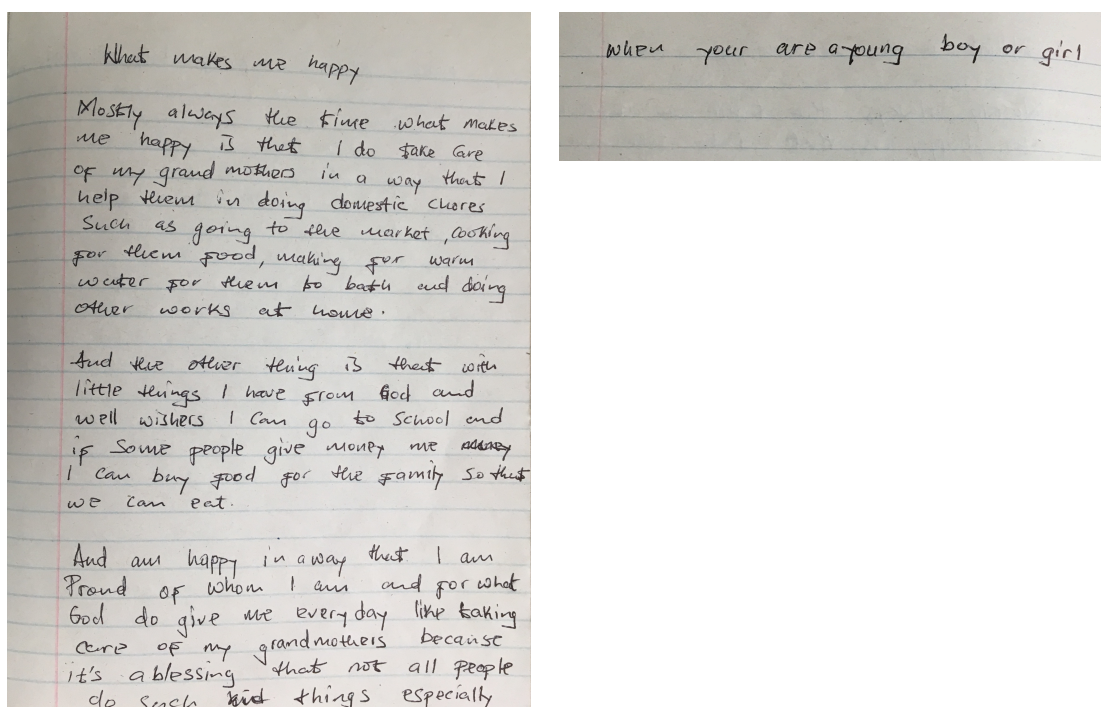 What makes me happy
Mostly always the time what makes
me happy is that I do take care
of my grand mothers in a way that I
help them in doing domestic chores
Such as going to the market, cooking
for them food, making for warm
water for them to bath and doing
other works at home.
And the other thing is that with
little things I have from God and
well wishers I can go to School and
if Some people give money me
I can buy food for the family so that
we can eat.
And am happy in away that I am
Proud of whom I am and for what
God do give me everyday like taking
care of my grandmothers because
it's a blessing that not all people
do such things especially
when your are a young boy or girl